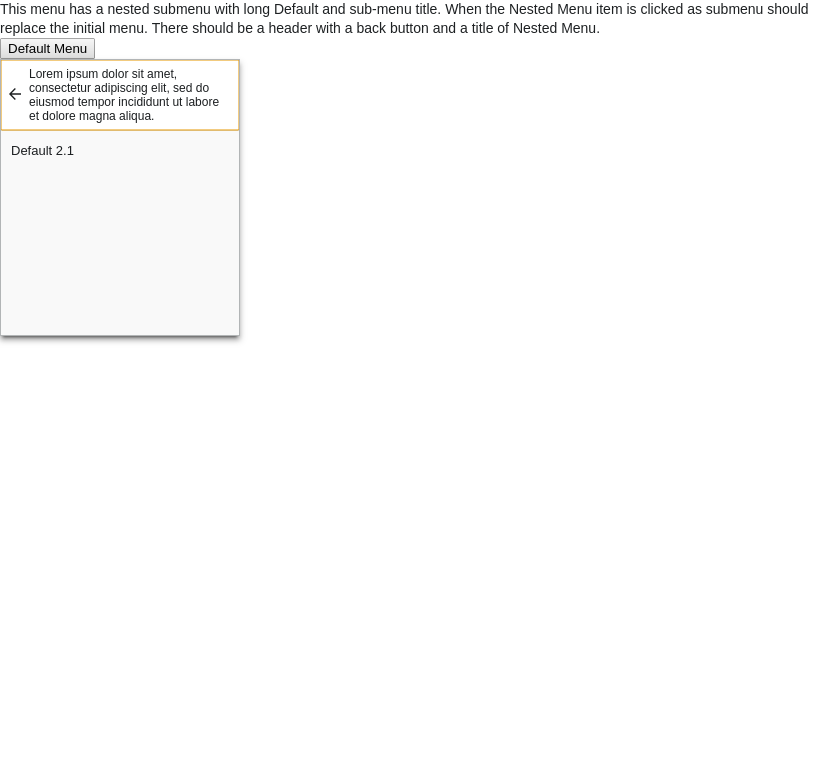 This menu has a nested submenu with long Default and sub-menu title. When the Nested Menu item is clicked as submenu should
replace the initial menu. There should be a header with a back button and a title of Nested Menu.
Default Menu
Lorem ipsum dolor sit amet,
consectetur adipiscing elit, sed do
eiusmod tempor incididunt ut labore
et dolore magna aliqua.
Default 2.1